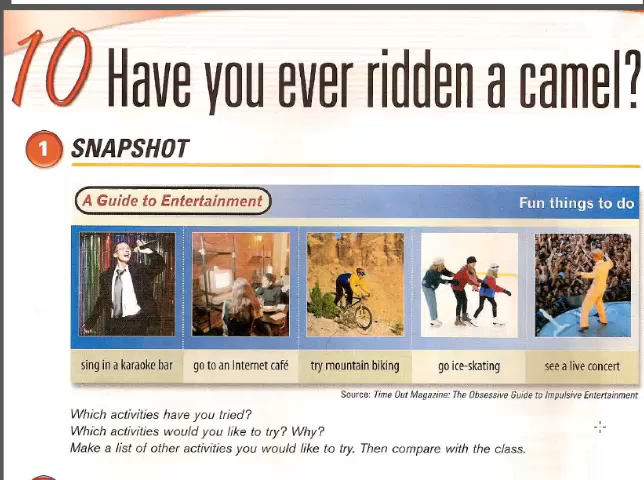 10 Have you ever ridden a camel?
1 SNAPSHOT
A Guide to Entertainment Fun things to do
sing in a karaoke bar go to an Internet café try mountain biking go ice-skating see a live concert
Source: Time Out Magazine: The Obsessive Guide to Impulsive Entertainment
Which activities have you tried?
Which activities would you like to try? Why?
Make a list of other activities you would like to try. Then compare with the class.